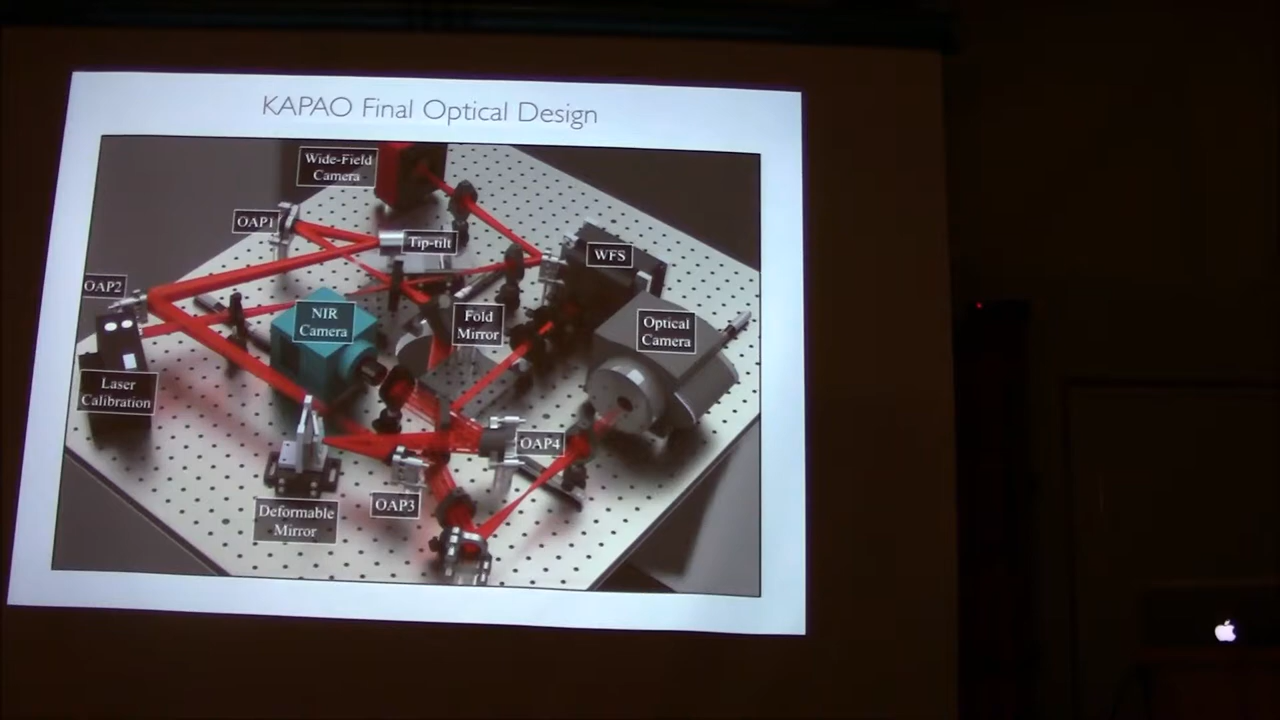 KAPAO Final Optical Design
Wide-Field
Camera
OAP1
Tip-tilt
WFS
OAP2
NIR
Camera
Fold
Mirror
Optical
Camera
Laser
Calibration
OAP4
OAP3
Deformable
Mirror